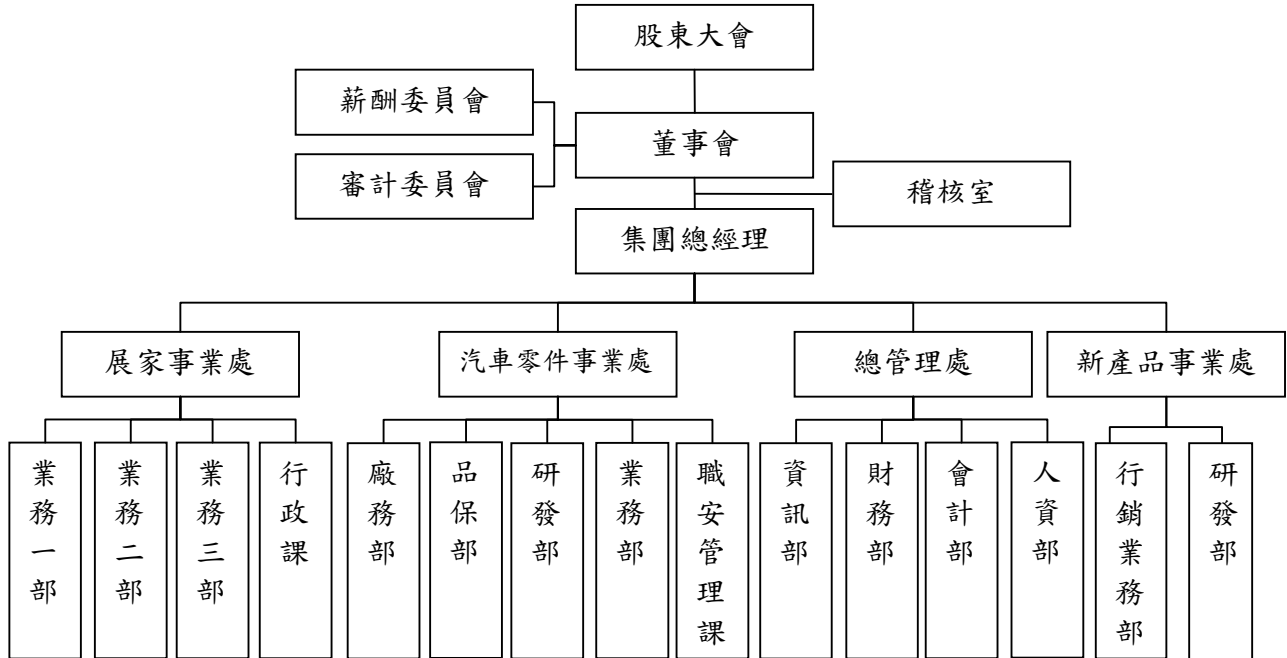 股東大會
薪酬委員會
董事會
審計委員會
稽核室
集團總經理
展家事業處
汽車零件事業處
總管理處
新產品事業處
業務一部
業務二部
業務三部
行政課
廠務部
品保部
研發部
業務部
職安管理課
資訊部
財務部
會計部
人資部
行銷業務部
研發部